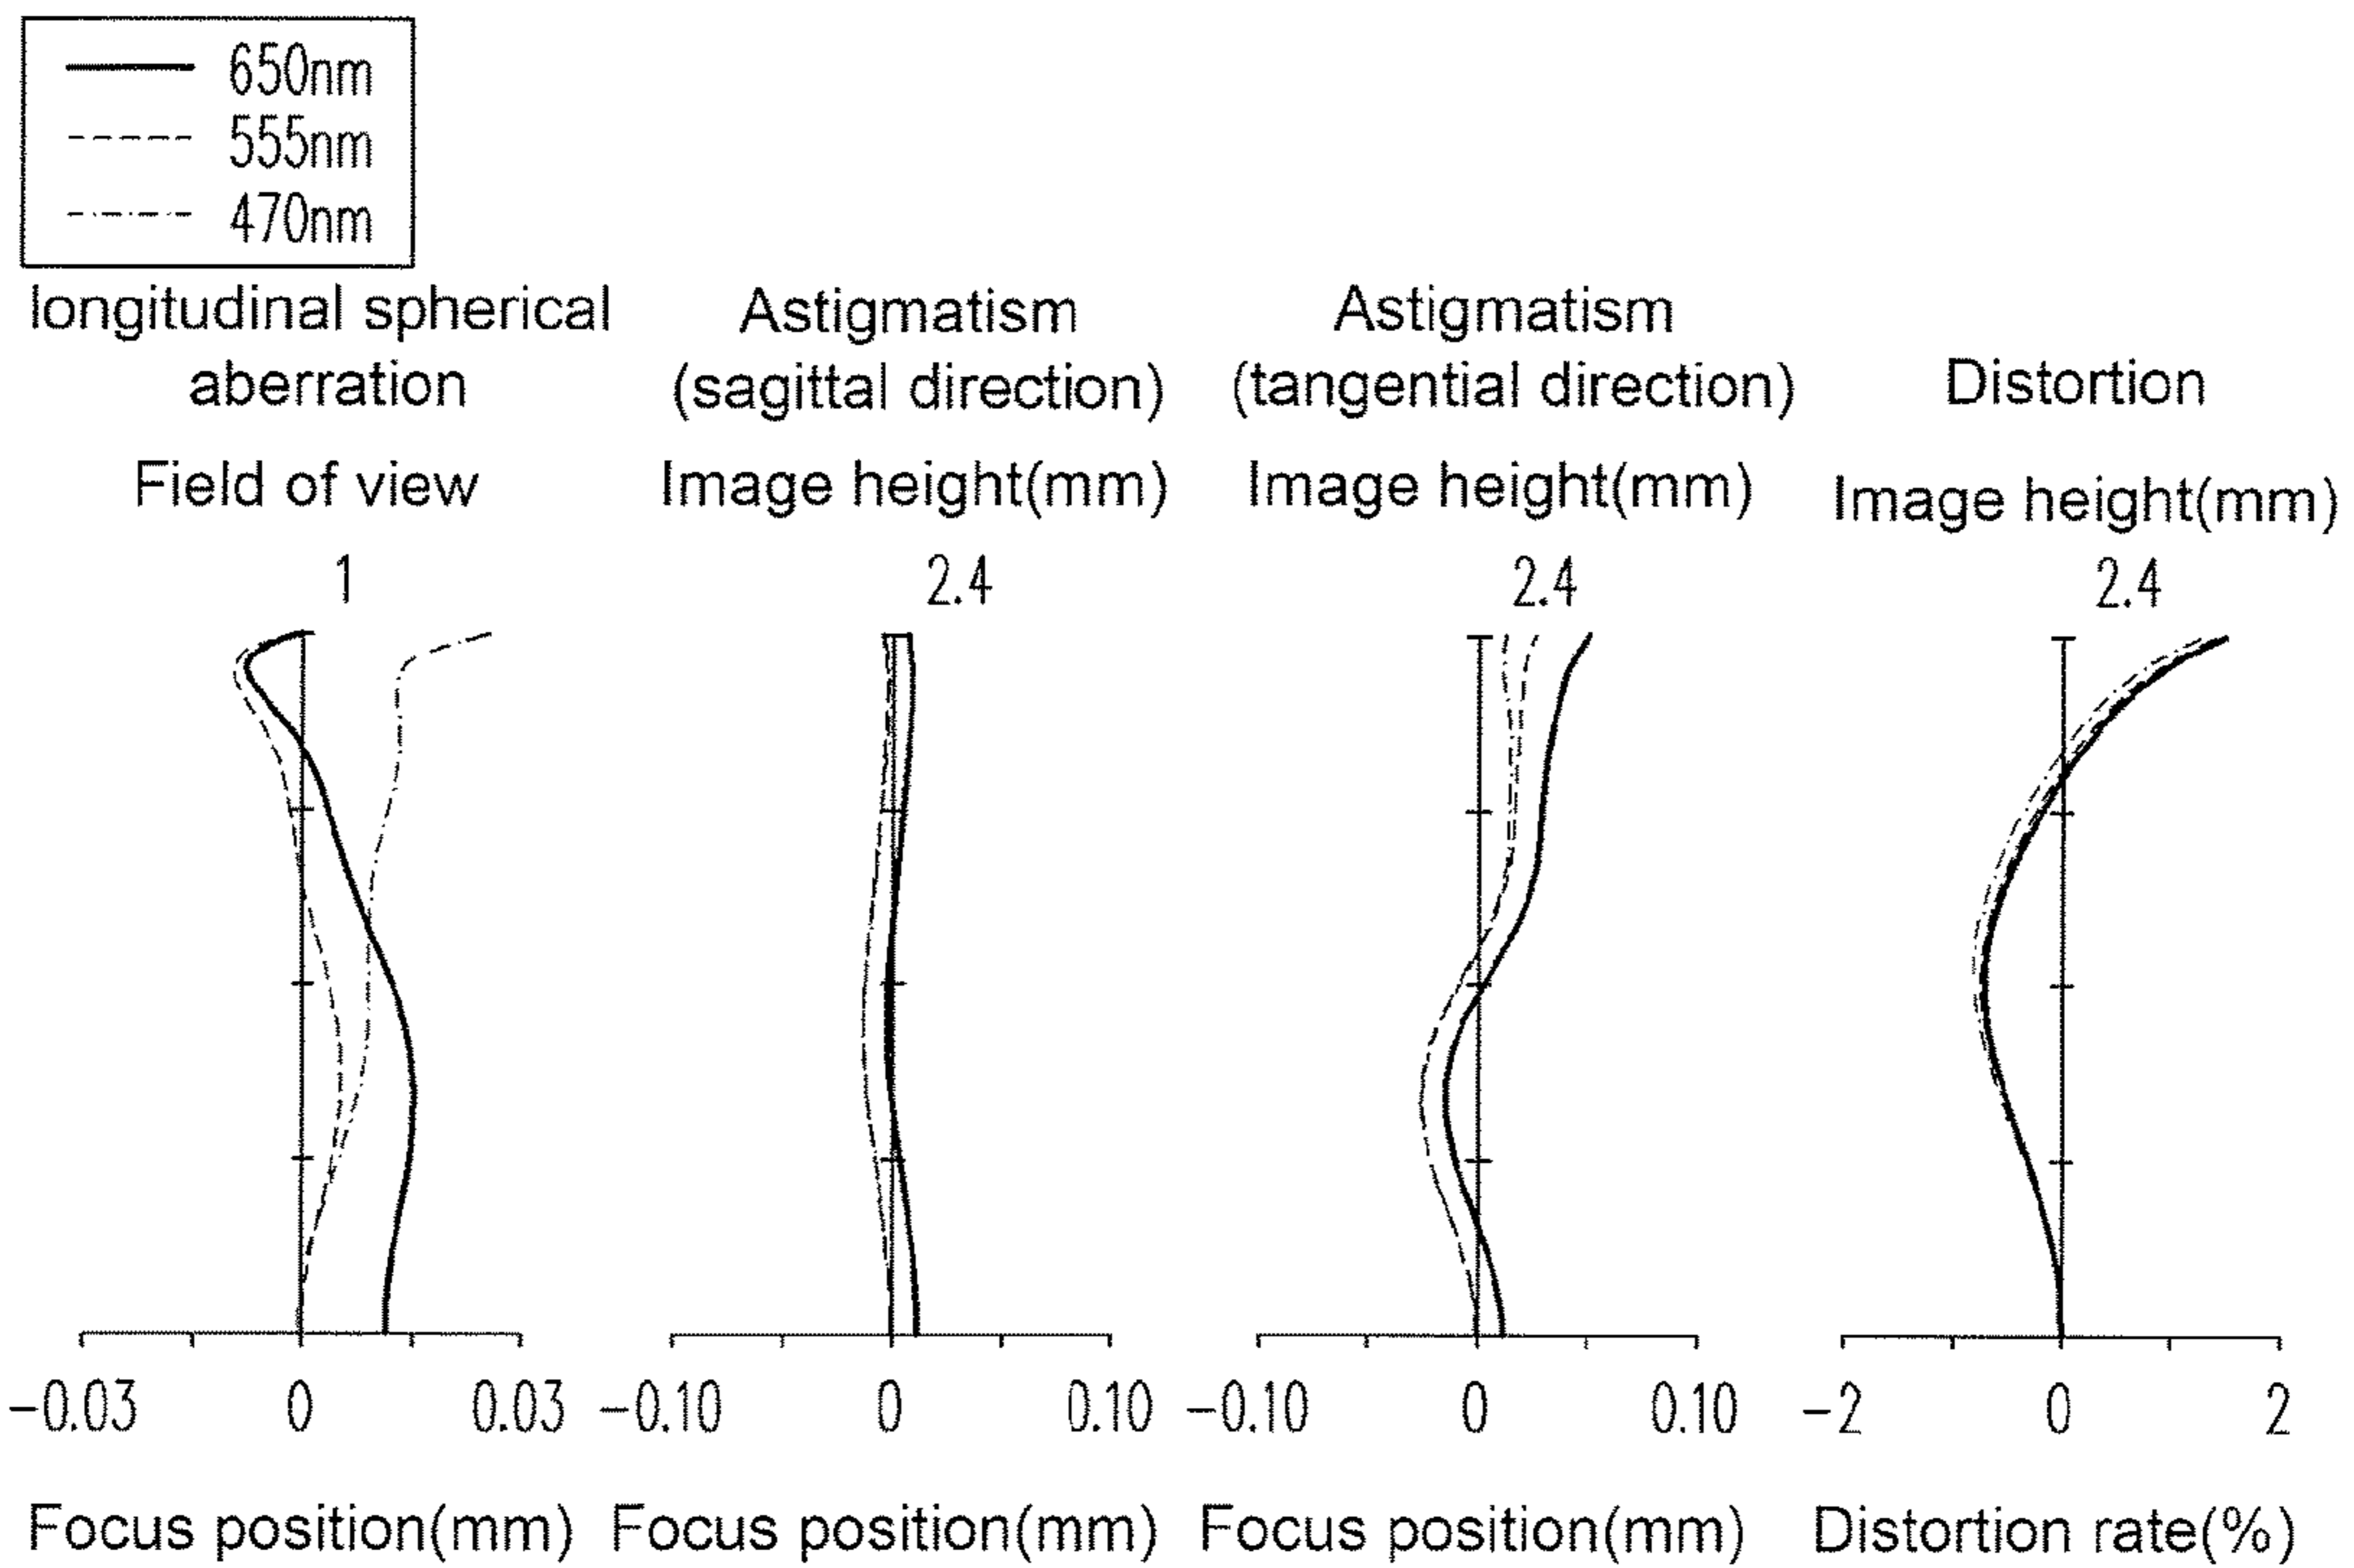 650nm
555nm
470nm
longitudinal spherical
aberration
Field of view
1
-0.03 0 0.03
Focus position(mm)
Astigmatism
(sagittal direction)
Image height(mm)
2.4
-0.10 0 0.10
Focus position(mm)
Astigmatism
(tangential direction)
Image height(mm)
2.4
-0.10 0 0.10
Focus position(mm)
Distortion
Image height(mm)
2.4
-2 0 2
Distortion rate(%)